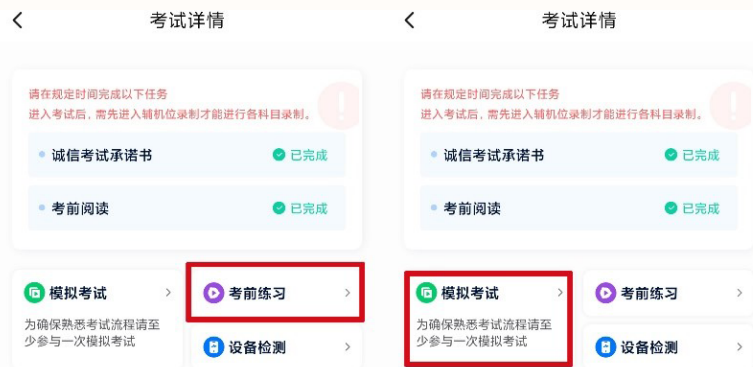 考试详情
请在规定时间完成以下任务
进入考试后，需先进入辅机位录制才能进行各科目录制。
诚信考试承诺书
已完成
考前阅读
已完成
模拟考试
为确保熟悉考试流程请至
少参与一次模拟考试
考前练习
设备检测
考试详情
请在规定时间完成以下任务
进入考试后，需先进入辅机位录制才能进行各科目录制。
诚信考试承诺书
已完成
考前阅读
已完成
模拟考试
为确保熟悉考试流程请至
少参与一次模拟考试
考前练习
设备检测